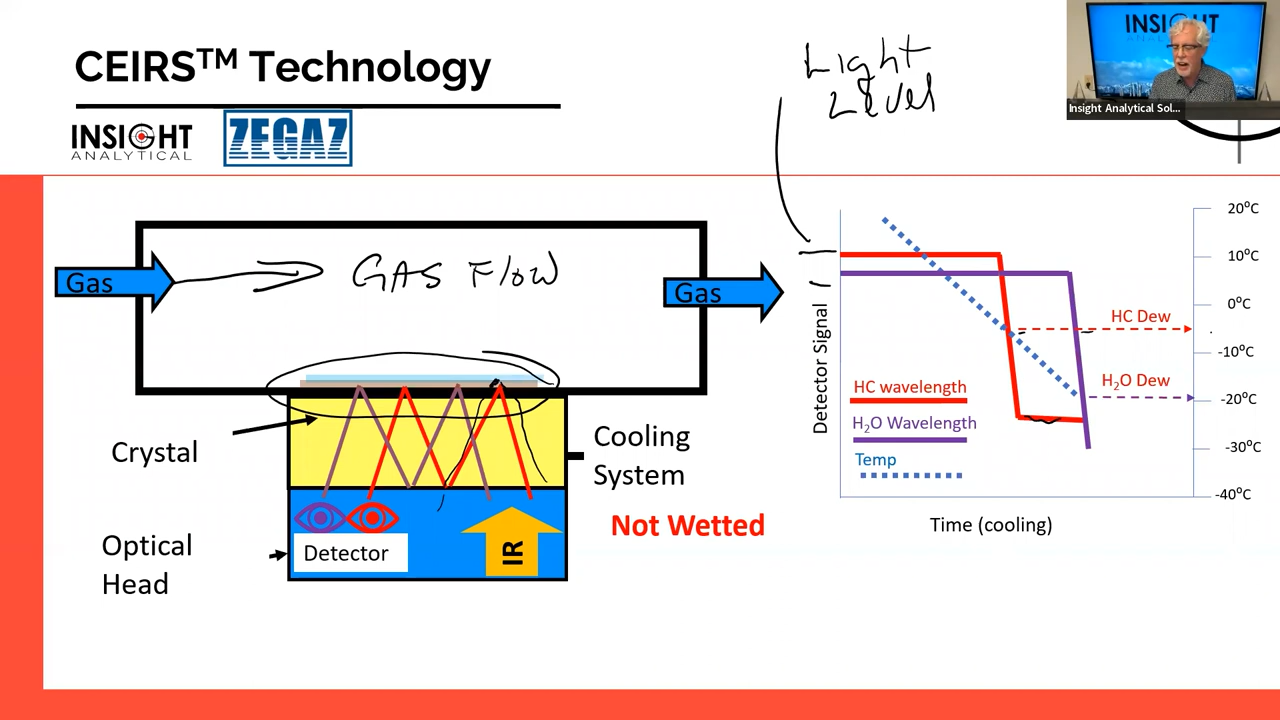 CEIRS™ Technology
INSIGHT
ANALYTICAL
ZEGAZ
Light
Level
INSIGHT
Insight Analytical Sol...
Gas
GAS Flow
Gas
Crystal
Cooling
System
Not Wetted
Optical
Head
Detector
IR
Detector Signal
20°C
10°C
0°C
-10°C
-20°C
-30°C
-40°C
HC Dew
H₂O Dew
HC wavelength
H₂O Wavelength
Temp
Time (cooling)